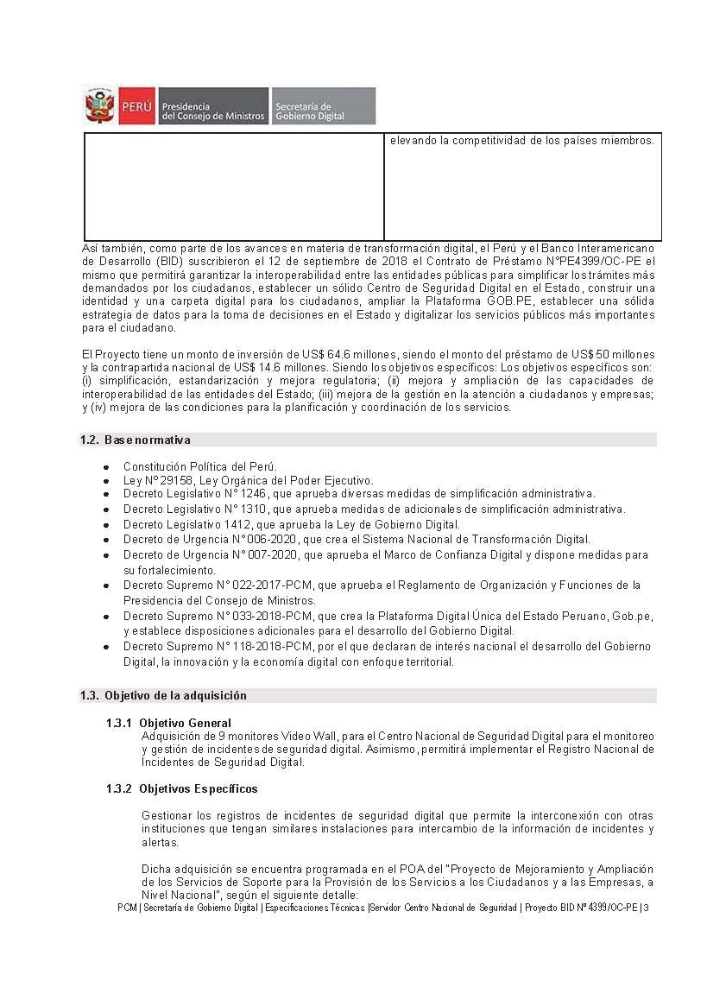 PERÚ
Presidencia
del Consejo de Ministros
Secretaría de
Gobierno Digital
elevando la competitividad de los países miembros.
Así también, como parte de los avances en materia de transformación digital, el Perú y el Banco Interamericano
de Desarrollo (BID) suscribieron el 12 de septiembre de 2018 el Contrato de Préstamo N°PE4399/OC-PE el
mismo que permitirá garantizar la interoperabilidad entre las entidades públicas para simplificar los trámites más
demandados por los ciudadanos, establecer un sólido Centro de Seguridad Digital en el Estado, construir una
identidad y una carpeta digital para los ciudadanos, ampliar la Plataforma GOB.PE, establecer una sólida
estrategia de datos para la toma de decisiones en el Estado y digitalizar los servicios públicos más importantes
para el ciudadano.
El Proyecto tiene un monto de inversión de US$ 64.6 millones, siendo el monto del préstamo de US$ 50 millones
y la contrapartida nacional de US$ 14.6 millones. Siendo los objetivos específicos: Los objetivos específicos son:
(i) simplificación, estandarización y mejora regulatoria; (ii) mejora y ampliación de las capacidades de
interoperabilidad de las entidades del Estado; (iii) mejora de la gestión en la atención a ciudadanos y empresas;
y (iv) mejora de las condiciones para la planificación y coordinación de los servicios.
1.2. Base normativa
• Constitución Política del Perú.
• Ley Nº 29158, Ley Orgánica del Poder Ejecutivo.
• Decreto Legislativo N° 1246, que aprueba diversas medidas de simplificación administrativa.
• Decreto Legislativo N° 1310, que aprueba medidas de adicionales de simplificación administrativa.
• Decreto Legislativo 1412, que aprueba la Ley de Gobierno Digital.
• Decreto de Urgencia N° 006-2020, que crea el Sistema Nacional de Transformación Digital.
• Decreto de Urgencia N° 007-2020, que aprueba el Marco de Confianza Digital y dispone medidas para
su fortalecimiento.
• Decreto Supremo N° 022-2017-PCM, que aprueba el Reglamento de Organización y Funciones de la
Presidencia del Consejo de Ministros.
• Decreto Supremo N° 033-2018-PCM, que crea la Plataforma Digital Única del Estado Peruano, Gob.pe,
y establece disposiciones adicionales para el desarrollo del Gobierno Digital.
• Decreto Supremo N° 118-2018-PCM, por el que declaran de interés nacional el desarrollo del Gobierno
Digital, la innovación y la economía digital con enfoque territorial.
1.3. Objetivo de la adquisición
1.3.1 Objetivo General
Adquisición de 9 monitores Video Wall, para el Centro Nacional de Seguridad Digital para el monitoreo
y gestión de incidentes de seguridad digital. Asimismo, permitirá implementar el Registro Nacional de
Incidentes de Seguridad Digital.
1.3.2 Objetivos Específicos
Gestionar los registros de incidentes de seguridad digital que permite la interconexión con otras
instituciones que tengan similares instalaciones para intercambio de la información de incidentes y
alertas.
Dicha adquisición se encuentra programada en el POA del "Proyecto de Mejoramiento y Ampliación
de los Servicios de Soporte para la Provisión de los Servicios a los Ciudadanos y a las Empresas, a
Nivel Nacional", según el siguiente detalle:
PCM | Secretaría de Gobierno Digital | Especificaciones Técnicas |Servidor Centro Nacional de Seguridad | Proyecto BID Nº 4399/OC-PE | 3